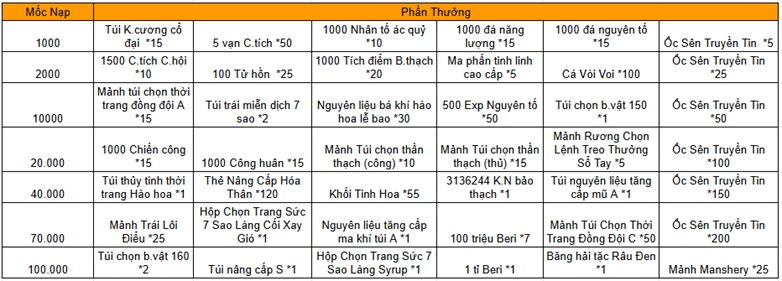 Mốc Nạp Phần Thưởng
1000 Túi K.cương cổ đại *15 5 vạn C.tích *50 1000 Nhân tố ác quỷ *10 1000 đá năng lượng *15 1000 đá nguyên tố *15 Ốc Sên Truyền Tin *5
2000 1500 C.tích C.hội *10 100 Tử hồn *25 1000 Tích điểm B.thạch *20 Ma phẩn tinh linh cao cấp *5 Cá Vòi Voi *100 Ốc Sên Truyền Tin *25
10000 Mảnh túi chọn thời trang đồng đội A *15 Túi trái miễn dịch 7 sao *2 Nguyên liệu bá khí hào hoa lễ bao *30 500 Exp Nguyên tố *50 Túi chọn b.vật 150 *1 Ốc Sên Truyền Tin *50
20.000 1000 Chiến công *15 1000 Công huân *15 Mảnh Túi chọn thần thạch (công) *10 Mảnh Túi chọn thần thạch (thủ) *15 Mảnh Rương Chọn Lệnh Treo Thưởng Sổ Tay *5 Ốc Sên Truyền Tin *100
40.000 Túi thủy tinh thời trang Hào hoa *1 Thẻ Nâng Cấp Hóa Thân *120 Khối Tinh Hoa *55 3136244 K.N bảo thạch *1 Túi nguyên liệu tăng cấp mũ A *1 Ốc Sên Truyền Tin *150
70.000 Mảnh Trái Lôi Điểu *25 Hộp Chọn Trang Sức 7 Sao Làng Cối Xay Gió *1 Nguyên liệu tăng cấp ma khí túi A *1 100 triệu Beri *7 Mảnh Túi Chọn Thời Trang Đồng Đội C *50 Ốc Sên Truyền Tin *200
100.000 Túi chọn b.vật 160 *2 Túi nâng cấp S *1 Hộp Chọn Trang Sức 7 Sao Làng Syrup *1 1 tỉ Beri *1 Băng hải tặc Râu Đen *1 Mảnh Manshery *25